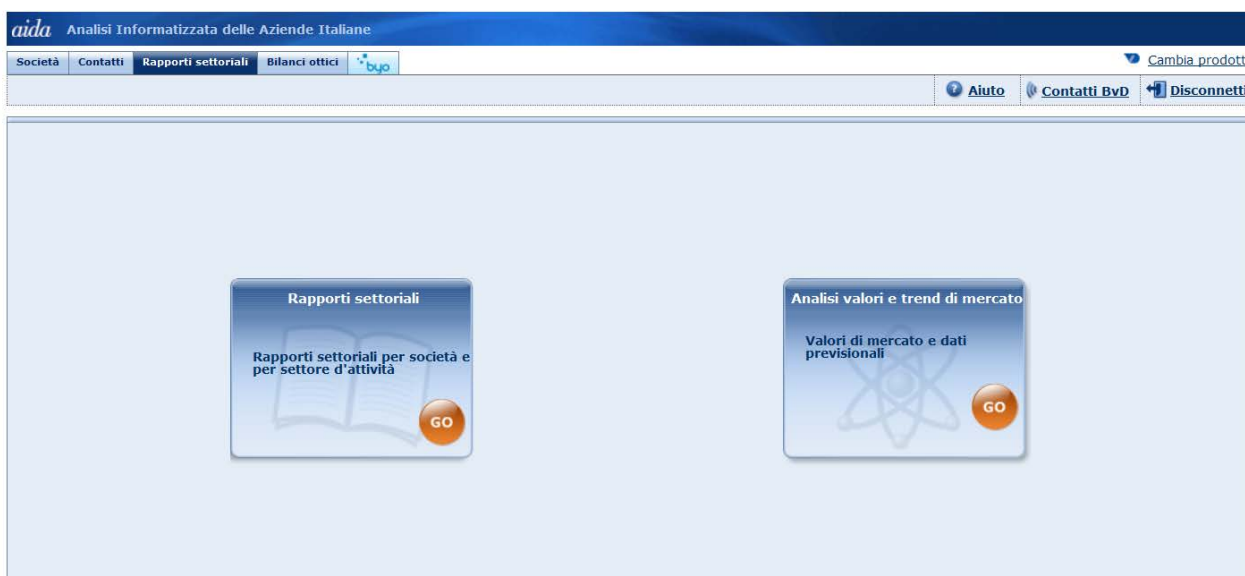 aida Analisi Informatizzata delle Aziende Italiane
Società Contatti Rapporti settoriali Bilanci ottici byo
Cambia prodott
Aiuto Contatti BvD Disconnetti
Rapporti settoriali
Rapporti settoriali per società e
per settore d'attività
GO
Analisi valori e trend di mercato
Valori di mercato e dati
previsionali
GO